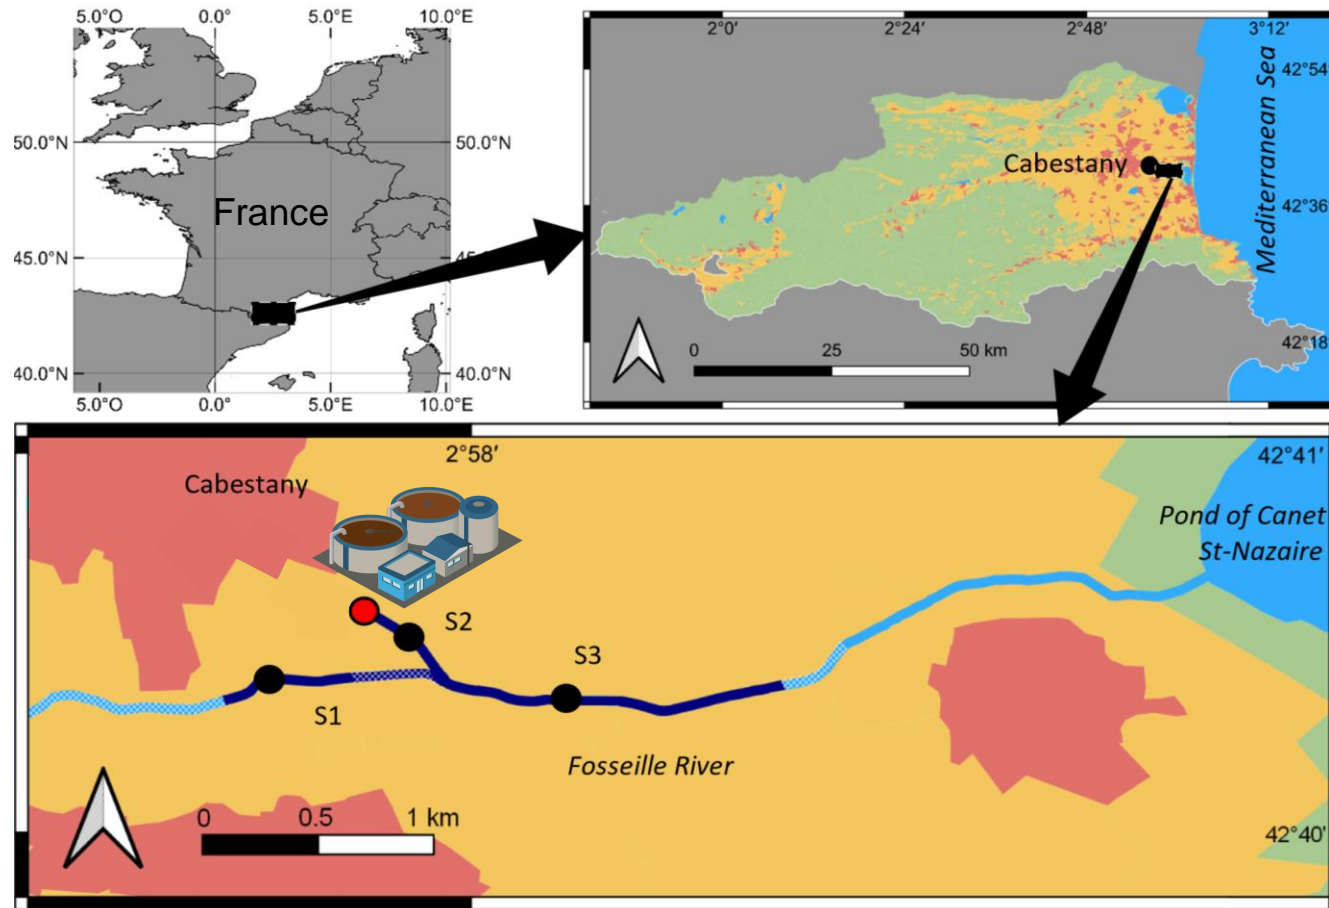 5.0°O 0.0° 5.0°E 10.0°E
50.0°N 50.0°N
France
45.0°N 45.0
40.0°N 40.0°N
5.0°O 0.0° 5.0°E 10.0°E
2°0′ 2°24′ 2°48′ 3°12′
42°54′
Mediterranean Sea
Cabestany
42°36′
42°18′
0 25 50 km
2°58′ 42°41′
Cabestany
Pond of Canet
St-Nazaire
S2
S3
S1
Fosseille River
0 0.5 1 km
42°40′